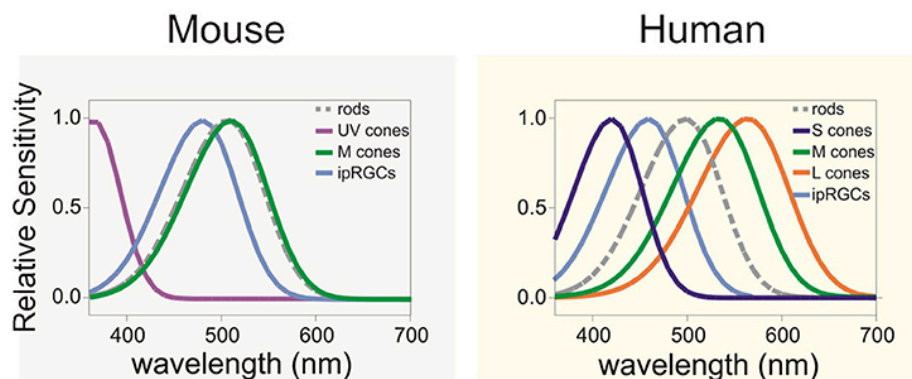 Mouse
Relative Sensitivity
1.0
0.5
0.0
rods
UV cones
M cones
ipRGCs
400 500 600 700
wavelength (nm)
Human
1.0
0.5
0.0
rods
S cones
M cones
L cones
ipRGCs
400 500 600 700
wavelength (nm)